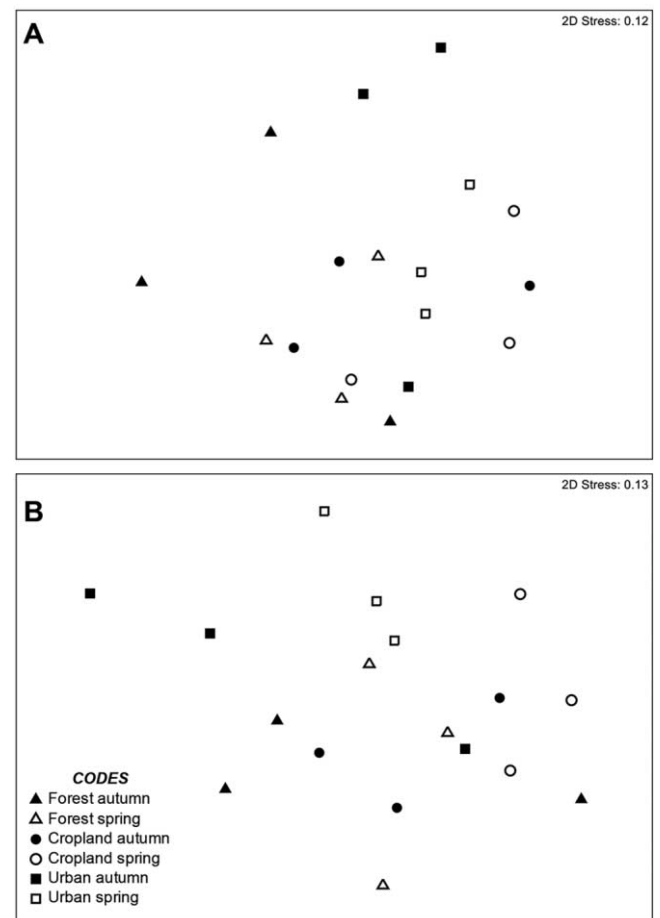 A
2D Stress: 0.12
B
2D Stress: 0.13
CODES
Forest autumn
Forest spring
Cropland autumn
Cropland spring
Urban autumn
Urban spring